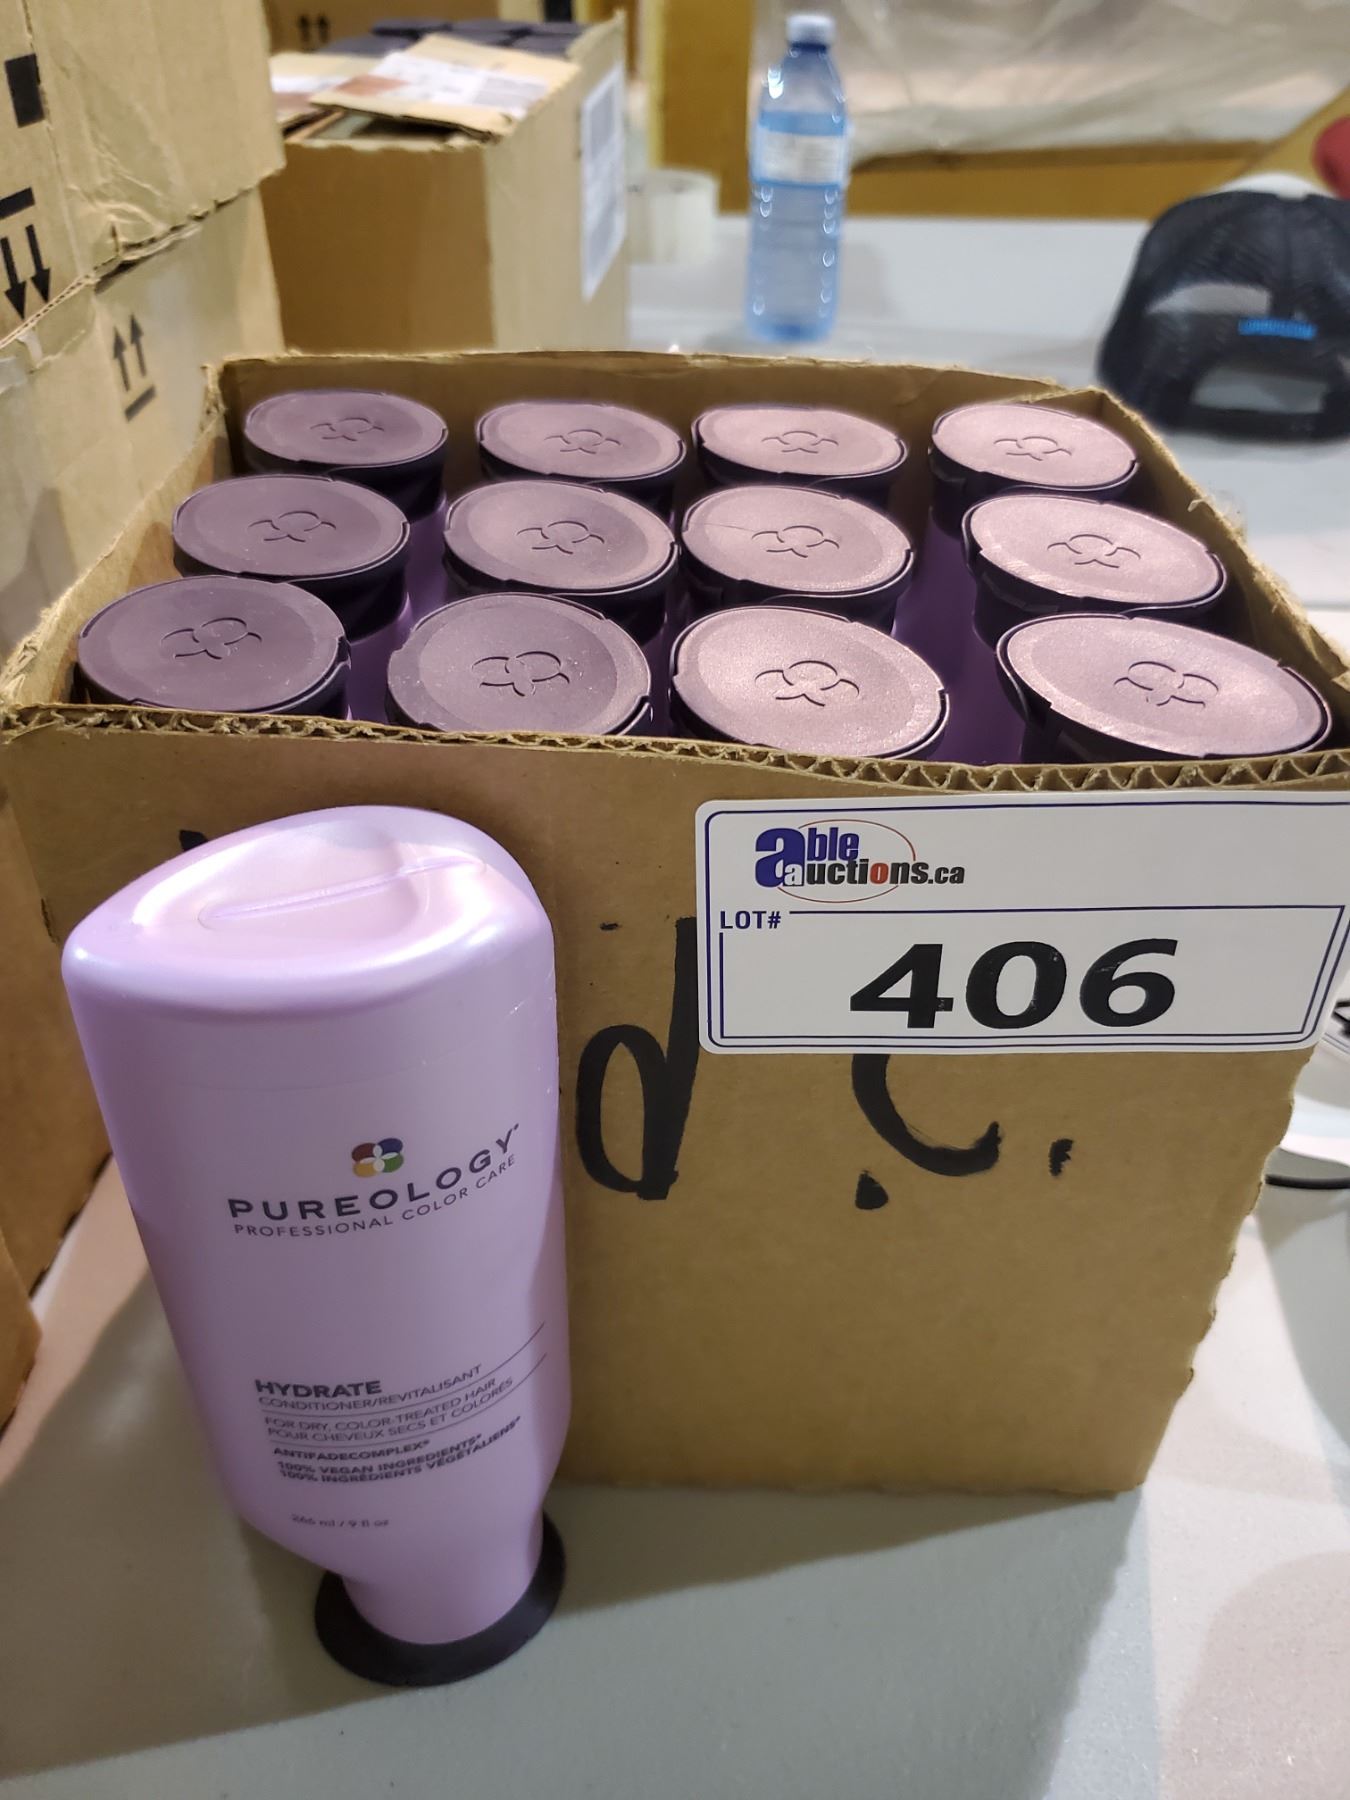 able
auctions.ca
LOT#
406
d C.
PUREOLOGY
PROFESSIONAL COLOR CARE
HYDRATE
CONDITIONER/REVITALISANT
FOR DRY, COLOR-TREATED HAIR
POUR CHEVEUX SECS ET COLORÉS
ANTIFADECOMPLEX®
100% VEGAN INGREDIENTS*
100% INGRÉDIENTS VÉGÉTALIENS*
266 ml / 9 fl oz